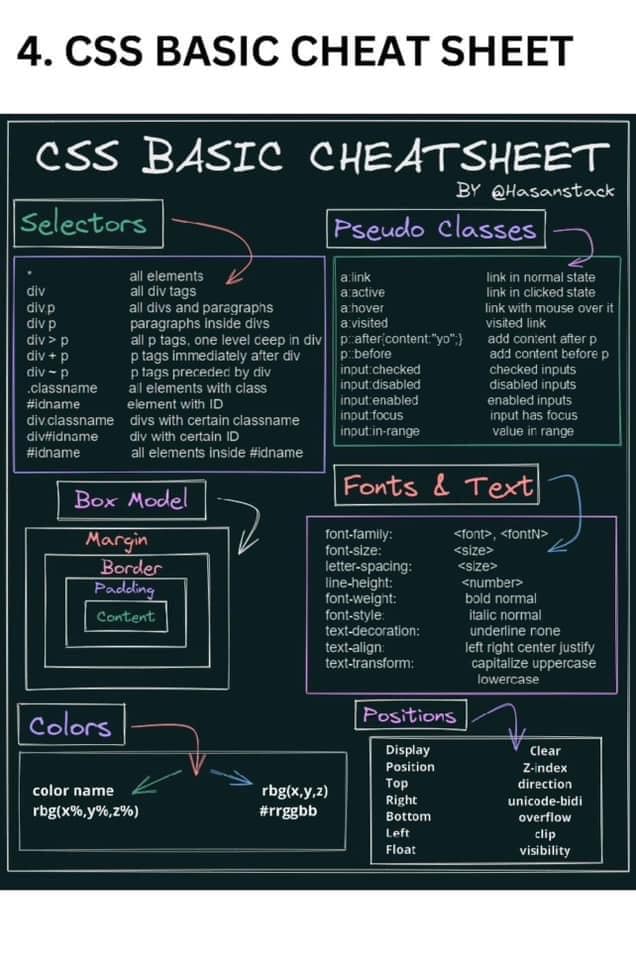 4. CSS BASIC CHEAT SHEET
CSS BASIC CHEATSHEET
BY @Hasanstack
Selectors
* all elements
div all div tags
div,p all divs and paragraphs
div p paragraphs inside divs
div > p all p tags, one level deep in div
div + p p tags immediately after div
div ~ p p tags preceded by div
.classname all elements with class
#idname element with ID
div.classname divs with certain classname
div#idname div with certain ID
#idname all elements inside #idname
Pseudo Classes
a:link link in normal state
a:active link in clicked state
a:hover link with mouse over it
a:visited visited link
p::after{content:"yo";} add content after p
p::before add content before p
input:checked checked inputs
input:disabled disabled inputs
input:enabled enabled inputs
input:focus input has focus
input:in-range value in range
Box Model
Margin
Border
Padding
Content
Fonts & Text
font-family: <font>, <fontN>
font-size: <size>
letter-spacing: <size>
line-height: <number>
font-weight: bold normal
font-style: italic normal
text-decoration: underline none
text-align: left right center justify
text-transform: capitalize uppercase
lowercase
Colors
color name rbg(x,y,z)
rbg(x%,y%,z%) #rrggbb
Positions
Display Clear
Position Z-index
Top direction
Right unicode-bidi
Bottom overflow
Left clip
Float visibility